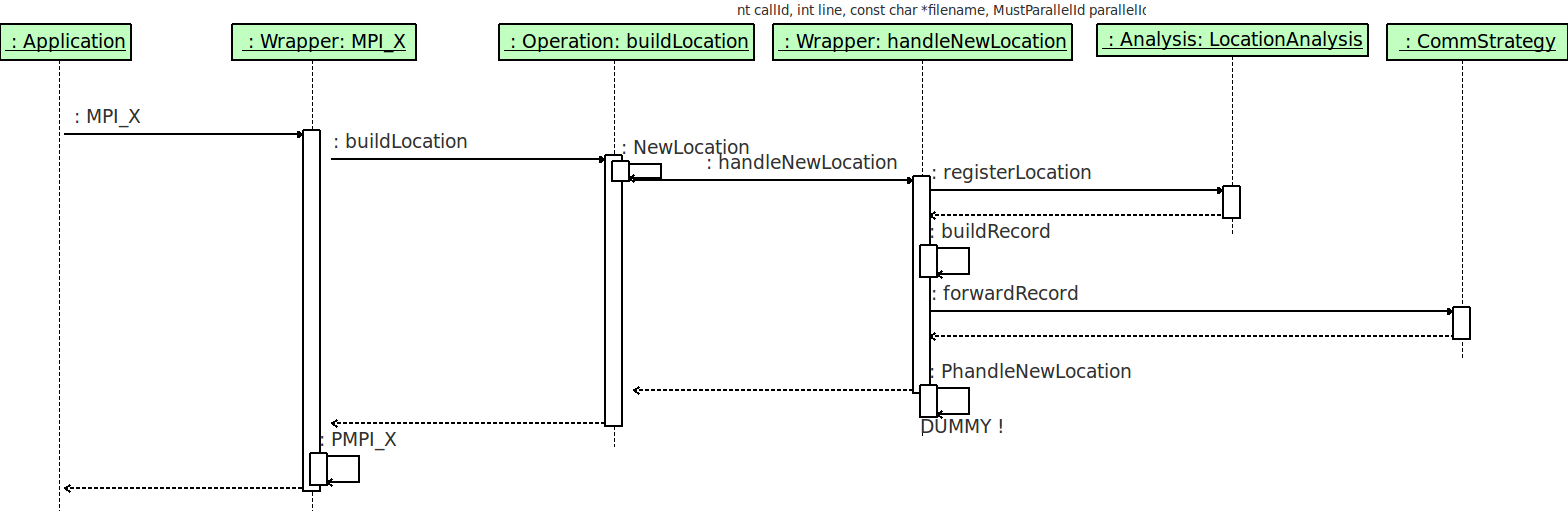 nt callId, int line, const char *filename, MustParallelId parallelId
: Application
: Wrapper: MPI_X
: Operation: buildLocation
: Wrapper: handleNewLocation
: Analysis: LocationAnalysis
: CommStrategy
: MPI_X
: buildLocation
: NewLocation
: handleNewLocation
: registerLocation
: buildRecord
: forwardRecord
: PhandleNewLocation
DUMMY !
: PMPI_X